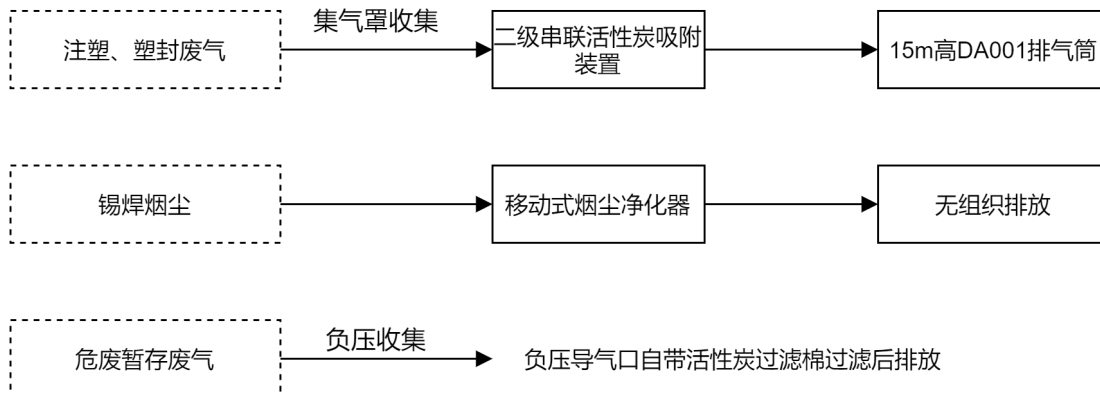 集气罩收集
注塑、塑封废气
二级串联活性炭吸附
装置
15m高DA001排气筒
锡焊烟尘
移动式烟尘净化器
无组织排放
负压收集
危废暂存废气
负压导气口自带活性炭过滤棉过滤后排放